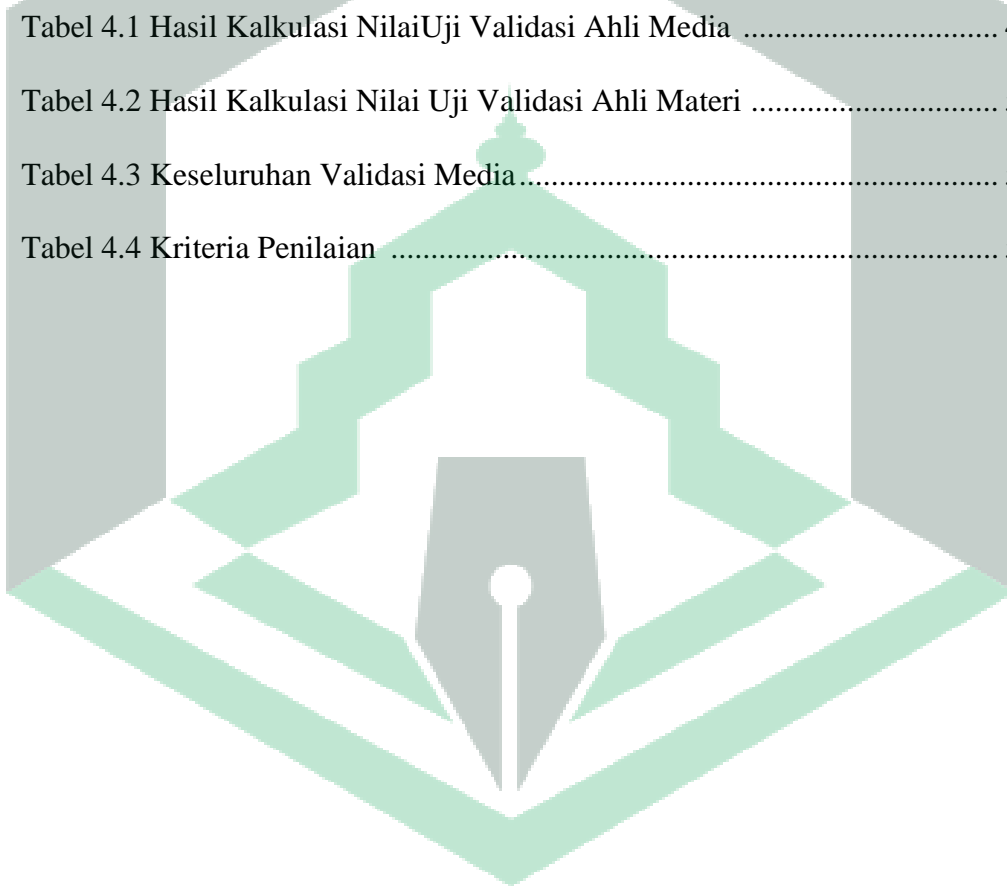 Tabel 4.1 Hasil Kalkulasi NilaiUji Validasi Ahli Media ................................
Tabel 4.2 Hasil Kalkulasi Nilai Uji Validasi Ahli Materi ...............................
Tabel 4.3 Keseluruhan Validasi Media.............................................................
Tabel 4.4 Kriteria Penilaian .............................................................................